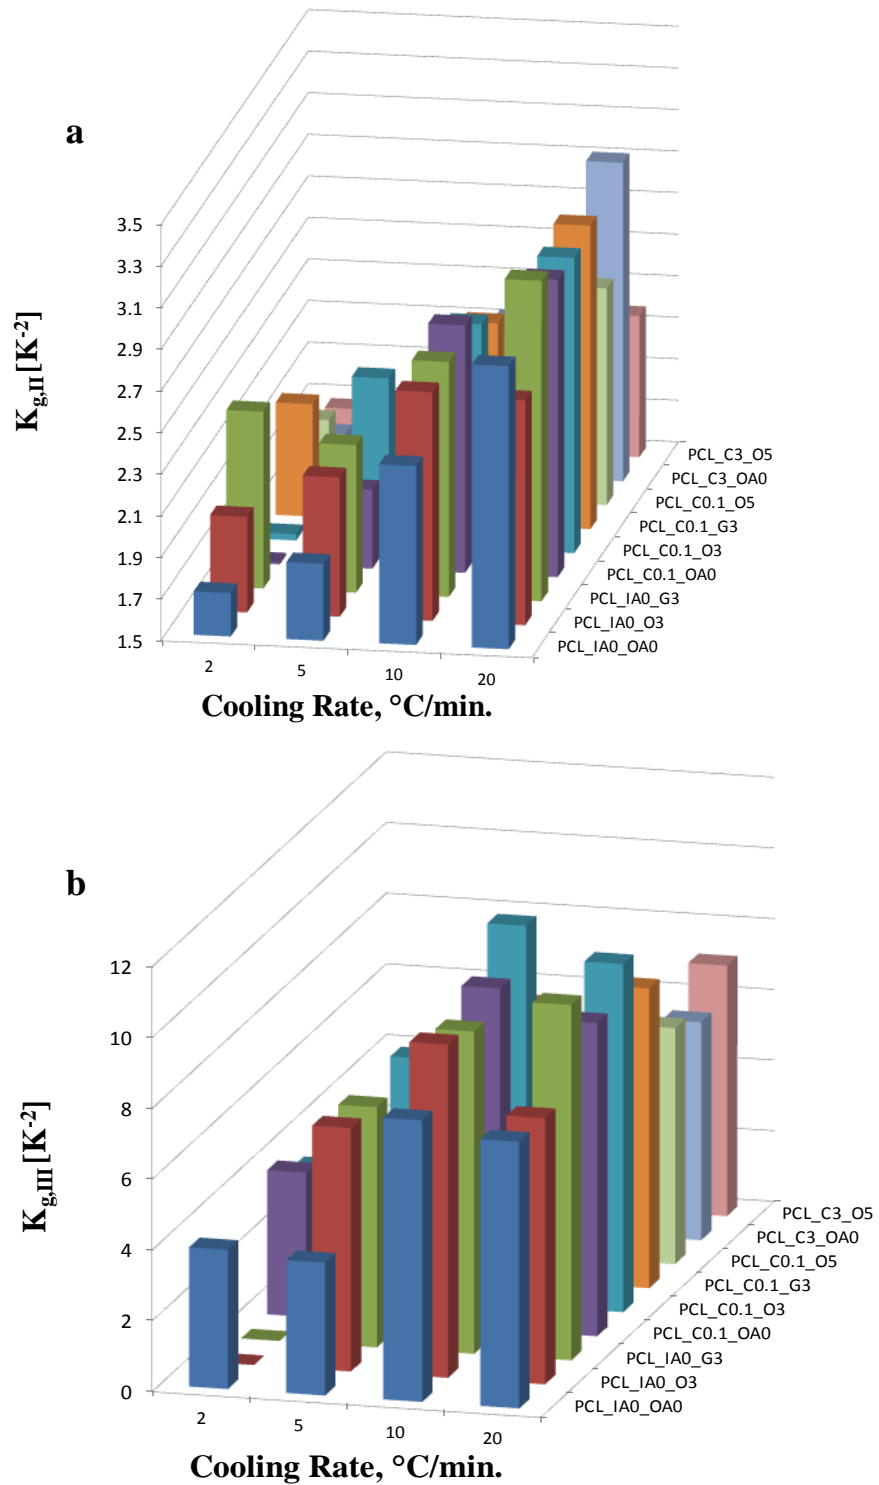 a
3.5
3.3
3.1
2.9
2.7
2.5
2.3
2.1
1.9
1.7
1.5
K_g,II [K^-2]
2
5
10
20
PCL_C3_O5
PCL_C3_OA0
PCL_C0.1_O5
PCL_C0.1_G3
PCL_C0.1_O3
PCL_C0.1_OA0
PCL_IA0_G3
PCL_IA0_O3
PCL_IA0_OA0
Cooling Rate, °C/min.
b
12
10
8
6
4
2
0
K_g,III [K^-2]
2
5
10
20
PCL_C3_O5
PCL_C3_OA0
PCL_C0.1_O5
PCL_C0.1_G3
PCL_C0.1_O3
PCL_C0.1_OA0
PCL_IA0_G3
PCL_IA0_O3
PCL_IA0_OA0
Cooling Rate, °C/min.